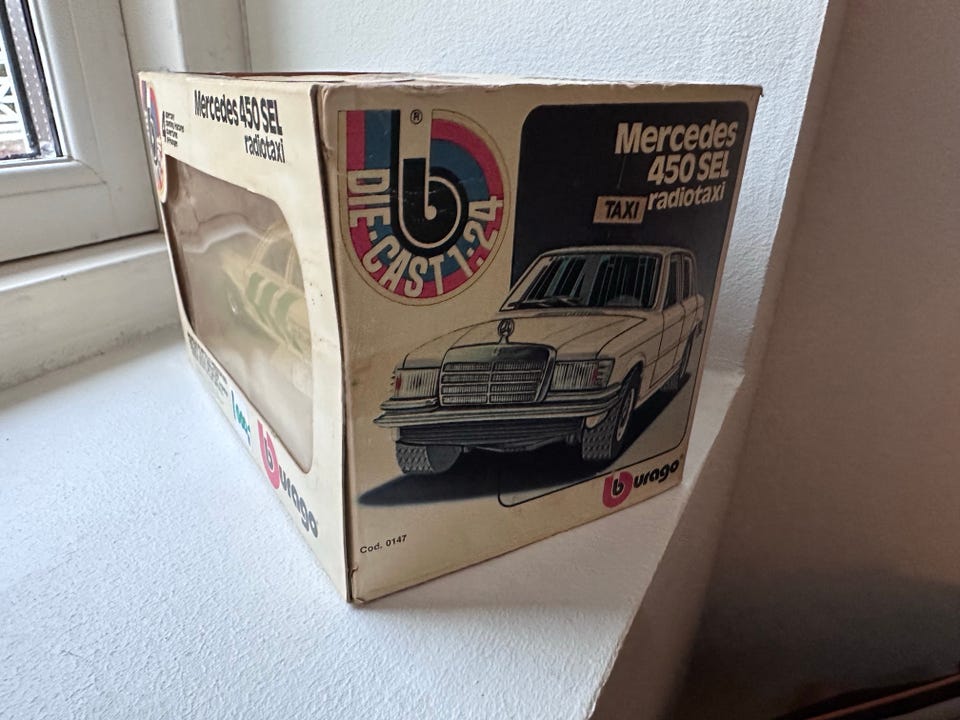 Mercedes 450 SEL
radiotaxi
burago
b
®
DIE-CAST 1:24
Mercedes
450 SEL
radiotaxi
TAXI
burago
Cod. 0147